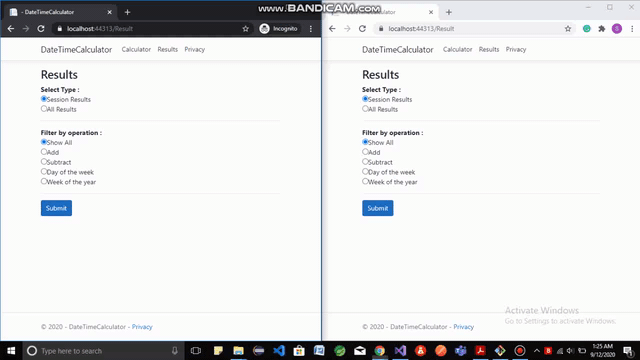 WWW.BANDICAM.COM
- DateTimeCalculator
localhost:44313/Result
Incognito
DateTimeCalculator Calculator Results Privacy
Results
Select Type :
Session Results
All Results
Filter by operation :
Show All
Add
Subtract
Day of the week
Week of the year
Submit
© 2020 - DateTimeCalculator - Privacy
localhost:44313/Result
DateTimeCalculator Calculator Results Privacy
Results
Select Type :
Session Results
All Results
Filter by operation :
Show All
Add
Subtract
Day of the week
Week of the year
Submit
Activate Windows
Go to Settings to activate Windows.
© 2020 - DateTimeCalculator - Privacy
Type here to search
1:25 AM
9/12/2020